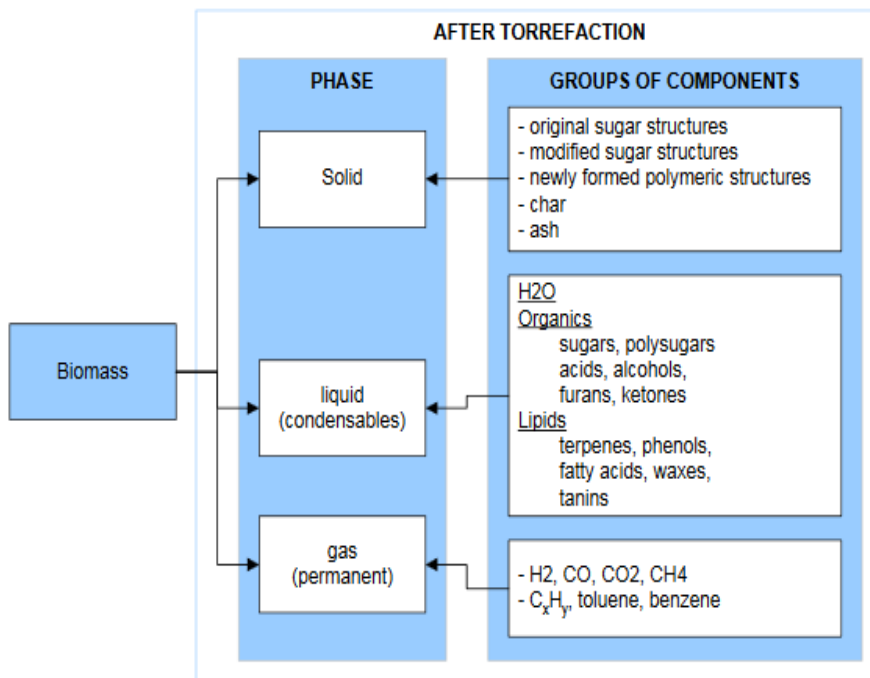 AFTER TORREFACTION
PHASE
GROUPS OF COMPONENTS
Biomass
Solid
- original sugar structures
- modified sugar structures
- newly formed polymeric structures
- char
- ash
liquid
(condensables)
H2O
Organics
sugars, polysugars
acids, alcohols,
furans, ketones
Lipids
terpenes, phenols,
fatty acids, waxes,
tanins
gas
(permanent)
- H2, CO, CO2, CH4
- CxHy, toluene, benzene